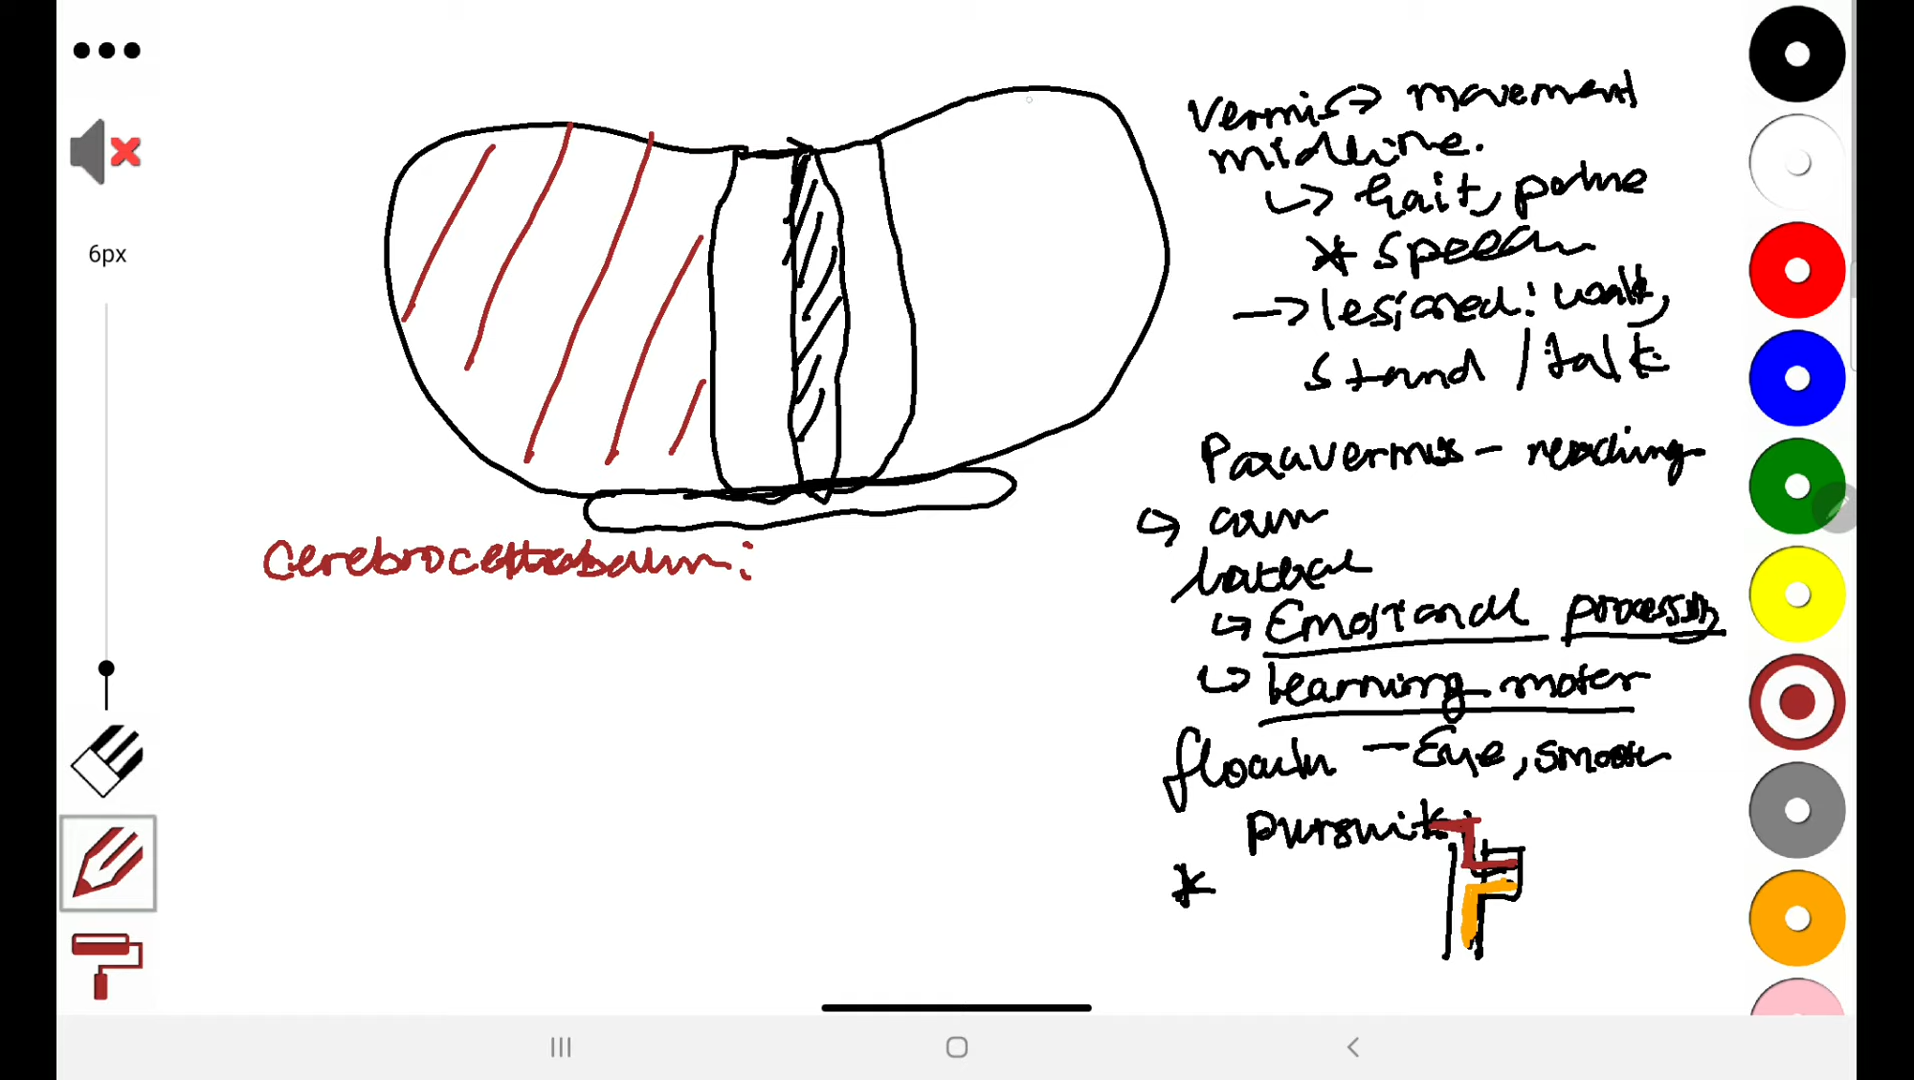 6px
Vermis → movement
midline.
↳ Gait, posture
* speech
→ lesioned: walk,
stand / talk
Paravermis - reaching
↳ arm
lateral
↳ Emotional processing
↳ learning motor
floculu - Eye, smooth
pursuit
*
Cerebrocerebellum: